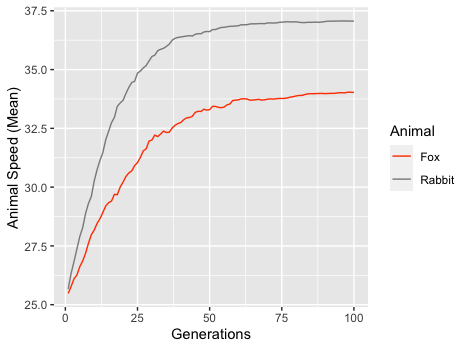 37.5
35.0
32.5
30.0
27.5
25.0
Animal Speed (Mean)
0 25 50 75 100
Generations
Animal
Fox
Rabbit